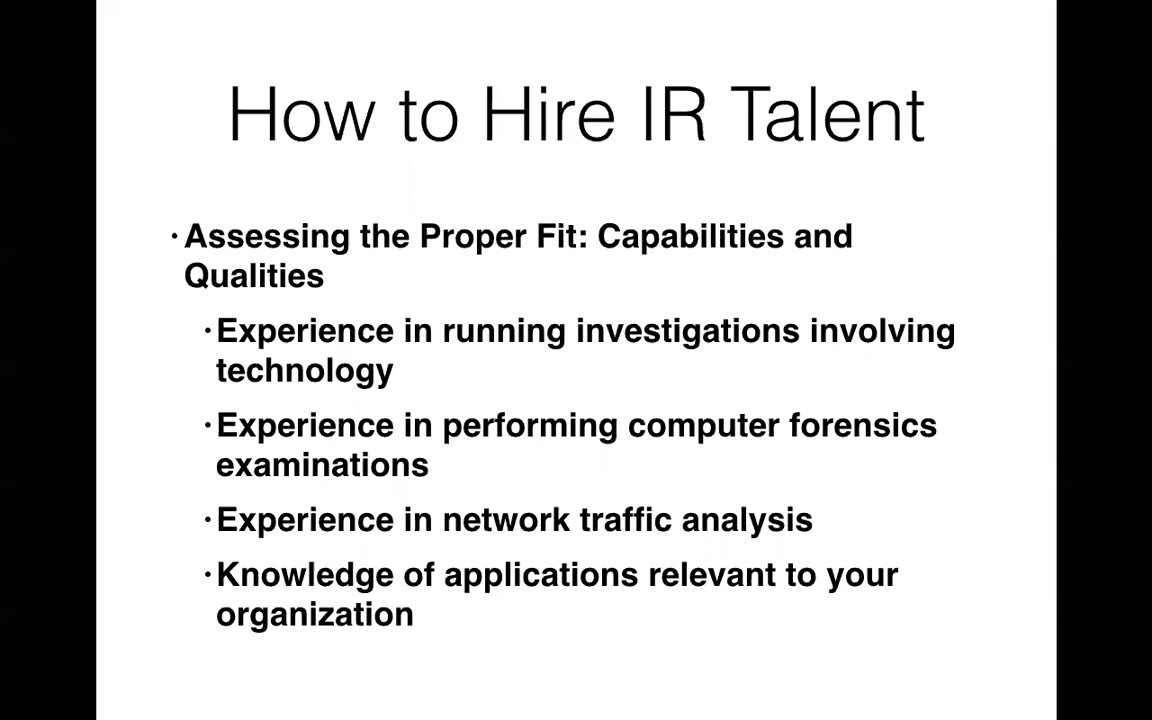 How to Hire IR Talent
·Assessing the Proper Fit: Capabilities and
Qualities
·Experience in running investigations involving
technology
·Experience in performing computer forensics
examinations
·Experience in network traffic analysis
·Knowledge of applications relevant to your
organization